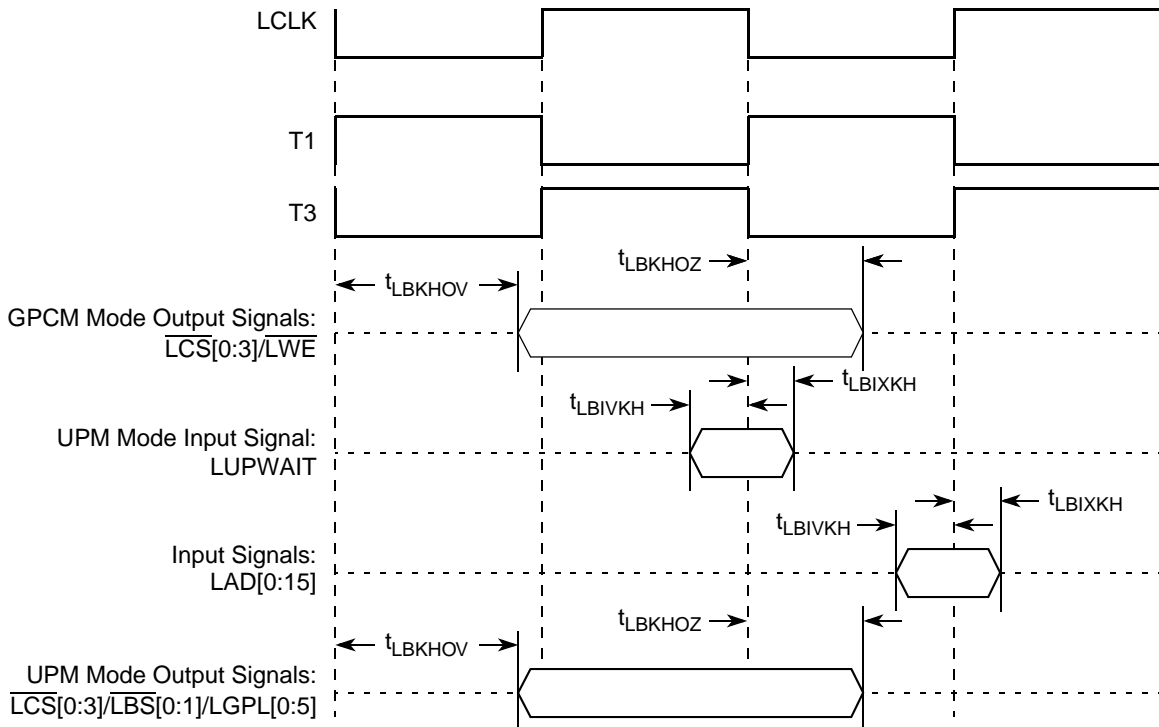 LCLK
T1
T3
tLBKHOZ
tLBKHOV
GPCM Mode Output Signals:
LCS[0:3]/LWE
tLBIXKH
tLBIVKH
UPM Mode Input Signal:
LUPWAIT
tLBIXKH
tLBIVKH
Input Signals:
LAD[0:15]
tLBKHOZ
tLBKHOV
UPM Mode Output Signals:
LCS[0:3]/LBS[0:1]/LGPL[0:5]